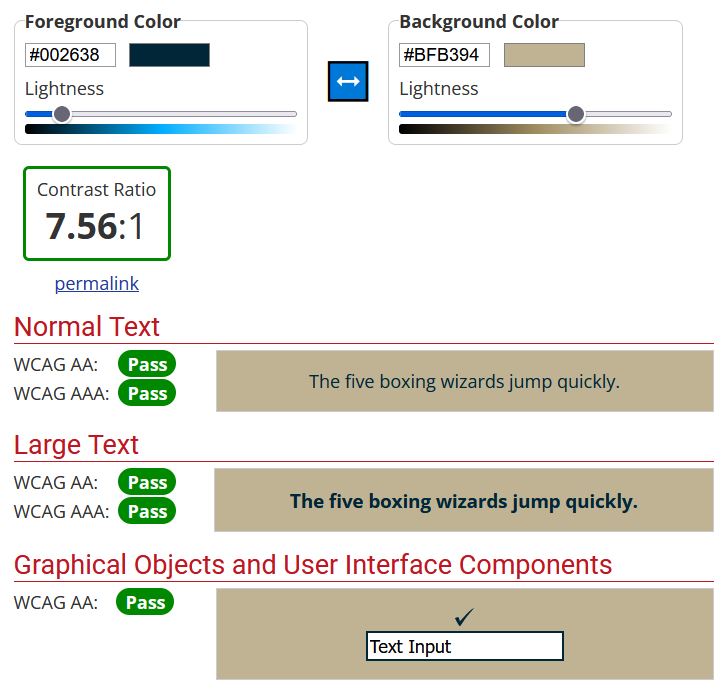 Foreground Color
#002638
Lightness
Background Color
#BFB394
Lightness
Contrast Ratio
7.56:1
permalink
Normal Text
WCAG AA: Pass
WCAG AAA: Pass
The five boxing wizards jump quickly.
Large Text
WCAG AA: Pass
WCAG AAA: Pass
The five boxing wizards jump quickly.
Graphical Objects and User Interface Components
WCAG AA: Pass
Text Input